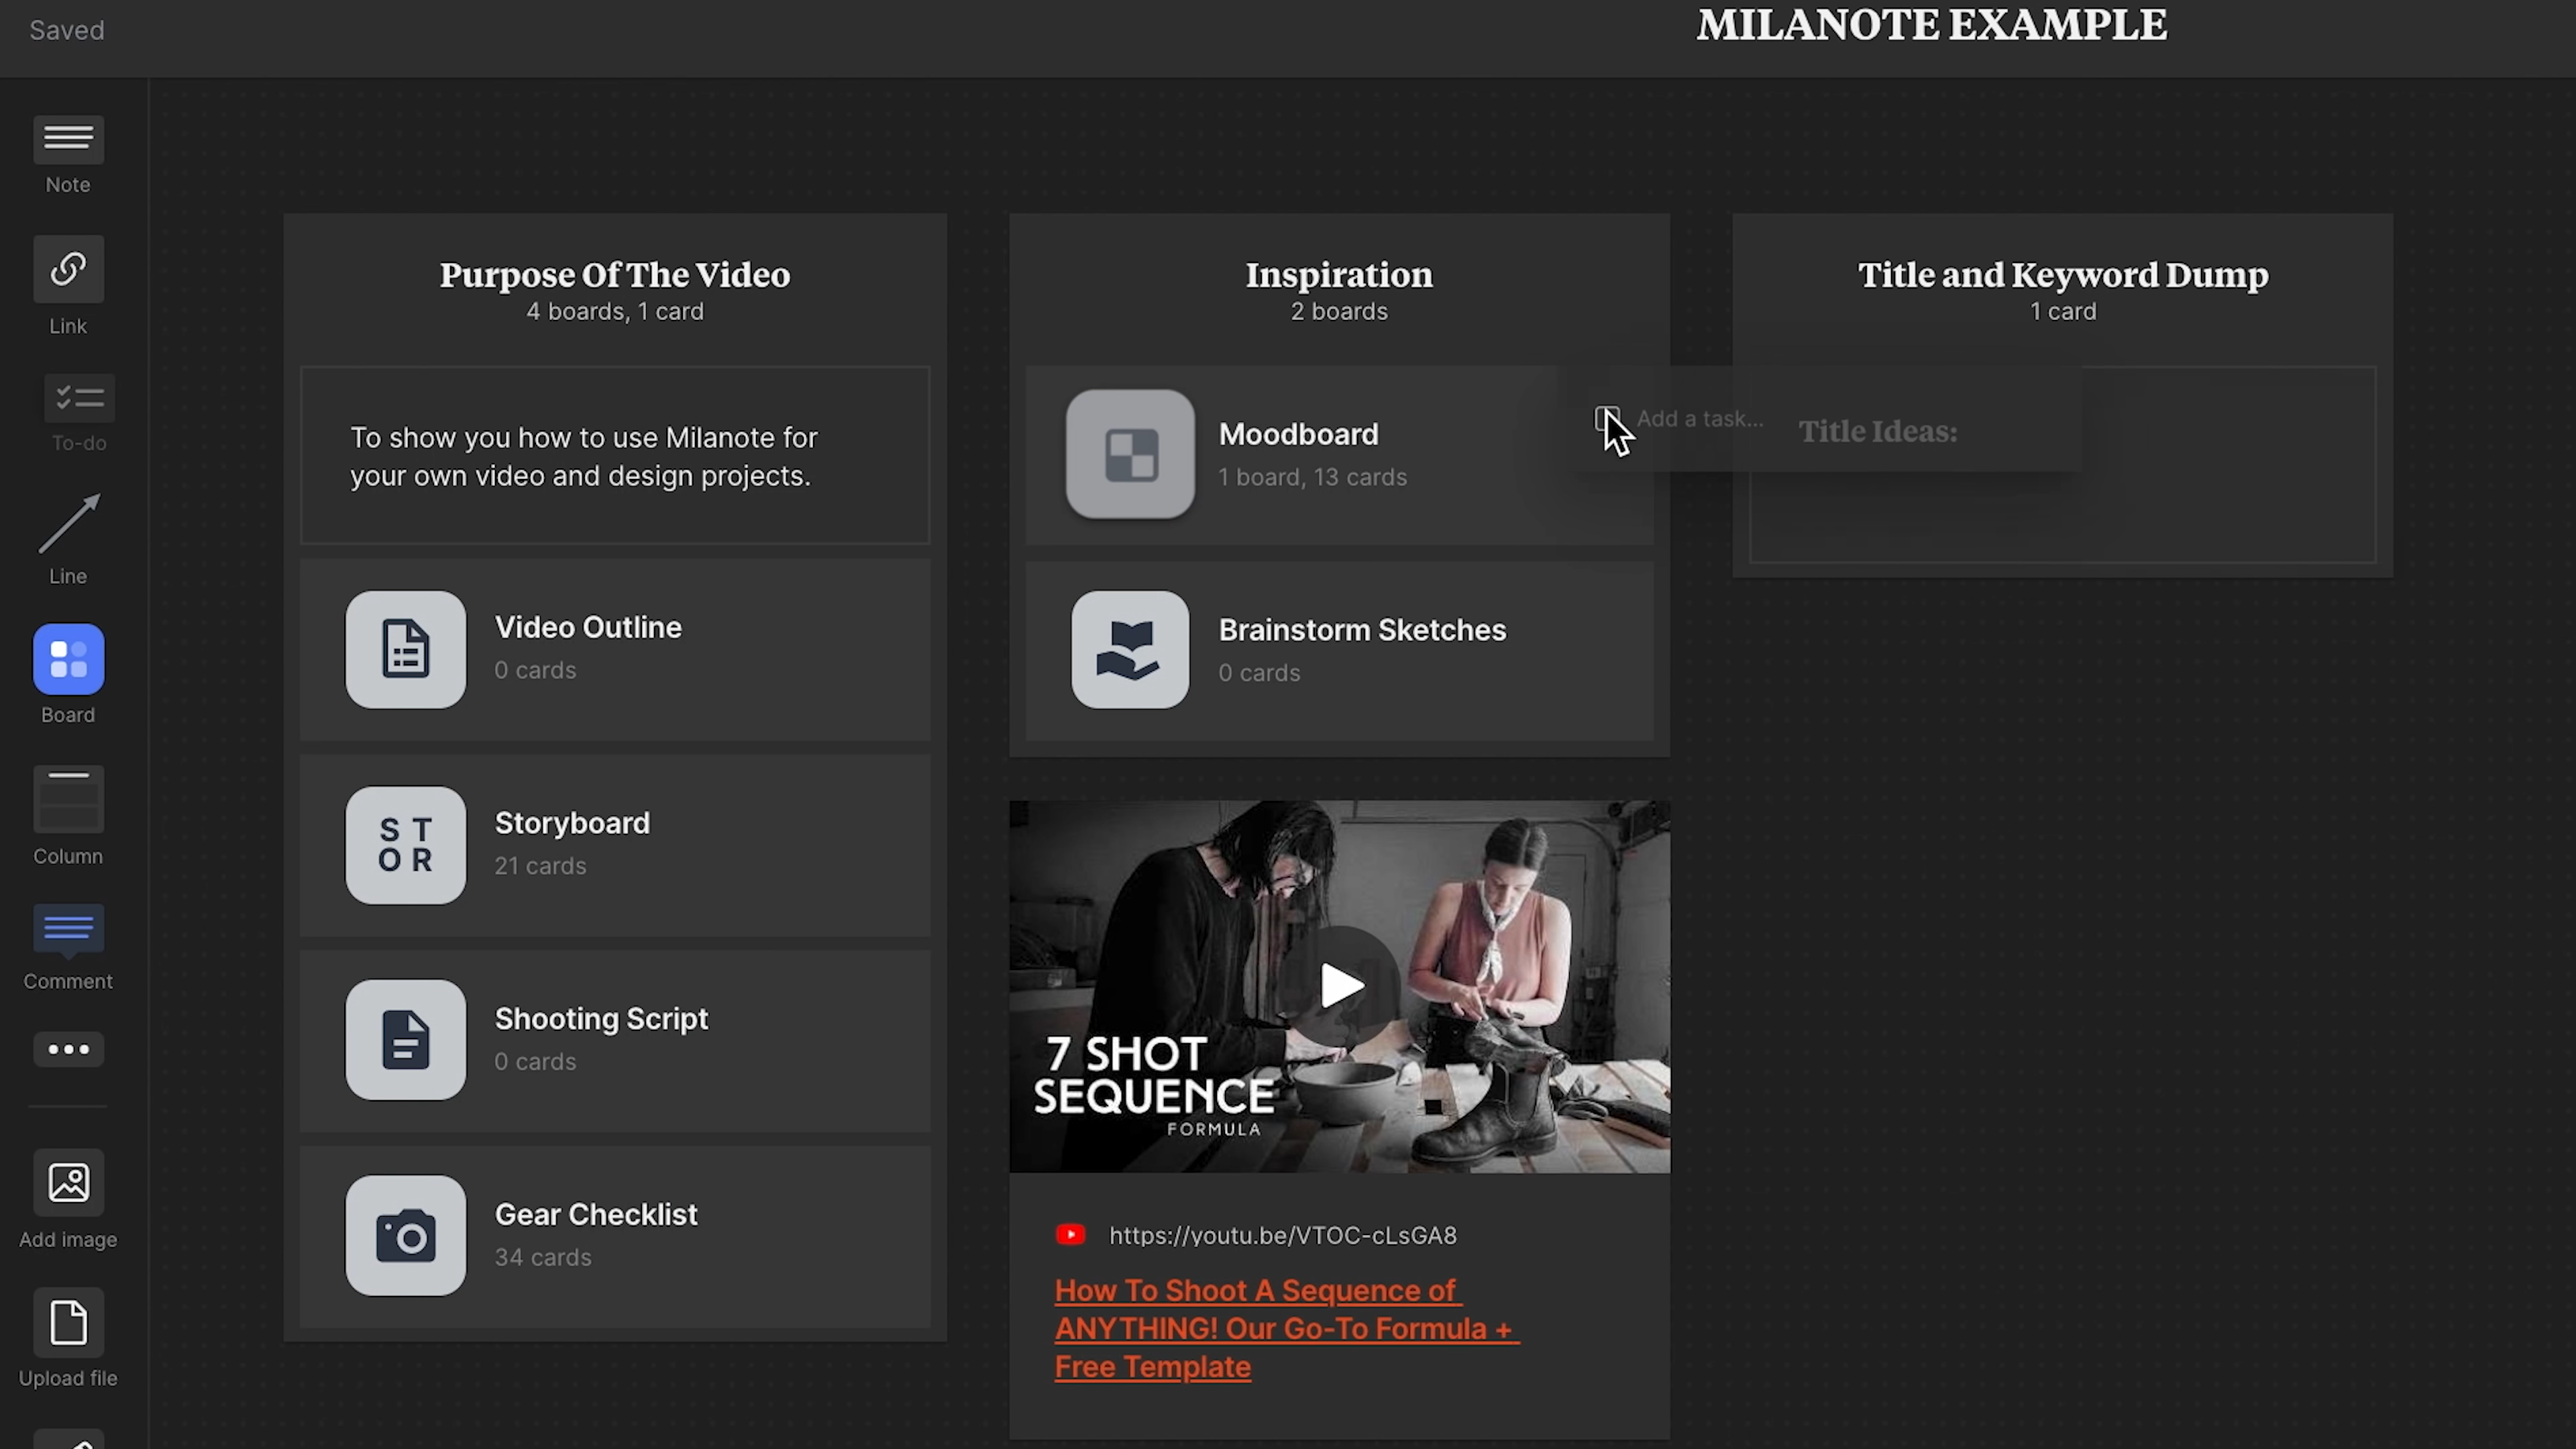 Saved
MILANOTE EXAMPLE
Note
Link
To-do
Line
Board
Column
Comment
Add image
Upload file
Purpose Of The Video
4 boards, 1 card
To show you how to use Milanote for
your own video and design projects.
Video Outline
0 cards
S T
O R
Storyboard
21 cards
Shooting Script
0 cards
Gear Checklist
34 cards
Inspiration
2 boards
Moodboard
1 board, 13 cards
Brainstorm Sketches
0 cards
7 SHOT
SEQUENCE
FORMULA
https://youtu.be/VTOC-cLsGA8
How To Shoot A Sequence of
ANYTHING! Our Go-To Formula +
Free Template
Title and Keyword Dump
1 card
Add a task...
Title Ideas: